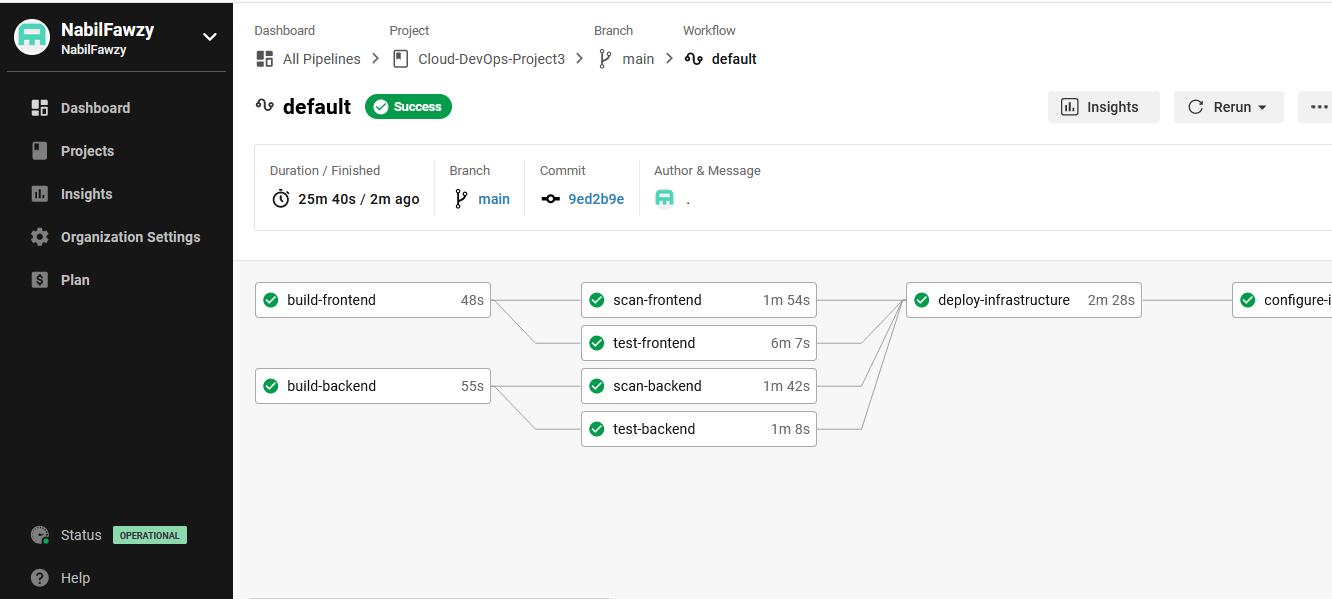 NabilFawzy
NabilFawzy
Dashboard
Projects
Insights
Organization Settings
Plan
Status OPERATIONAL
Help
Dashboard Project Branch Workflow
All Pipelines Cloud-DevOps-Project3 main default
default Success Insights Rerun
Duration / Finished Branch Commit Author & Message
25m 40s / 2m ago main 9ed2b9e .
build-frontend 48s scan-frontend 1m 54s deploy-infrastructure 2m 28s configure-i
test-frontend 6m 7s
build-backend 55s scan-backend 1m 42s
test-backend 1m 8s